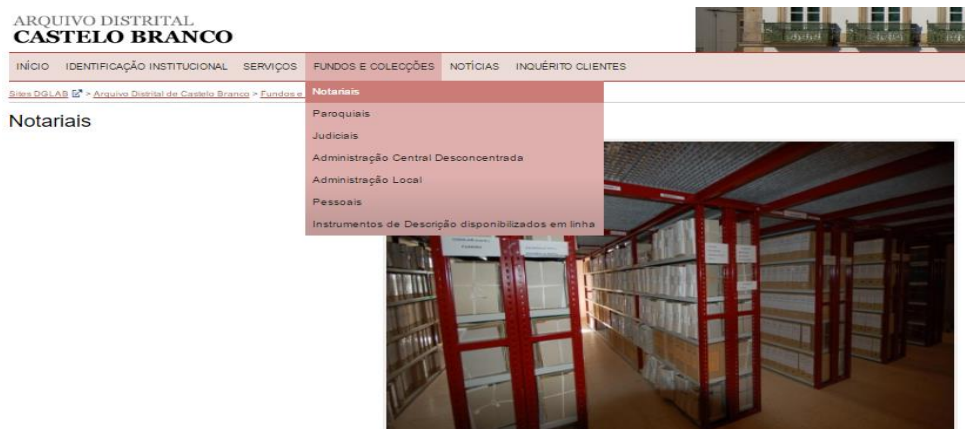 ARQUIVO DISTRITAL
CASTELO BRANCO
INÍCIO IDENTIFICAÇÃO INSTITUCIONAL SERVIÇOS FUNDOS E COLECÇÕES NOTÍCIAS INQUÉRITO CLIENTES
Sites DGLAB > Arquivo Distrital de Castelo Branco > Fundos e
Notariais
Notariais
Paroquiais
Judiciais
Administração Central Desconcentrada
Administração Local
Pessoais
Instrumentos de Descrição disponibilizados em linha